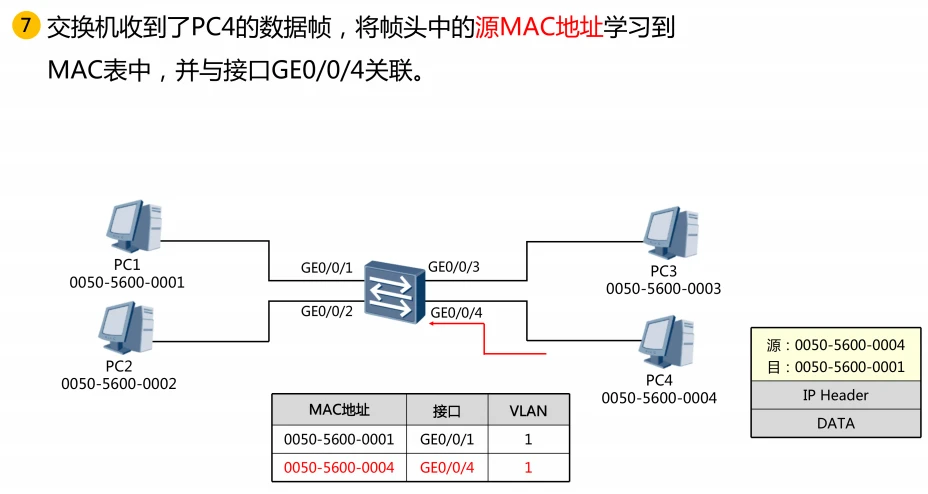 7 交换机收到了PC4的数据帧，将帧头中的源MAC地址学习到
MAC表中，并与接口GE0/0/4关联。
PC1
0050-5600-0001
GE0/0/1
GE0/0/3
PC3
0050-5600-0003
GE0/0/2
GE0/0/4
PC2
0050-5600-0002
PC4
0050-5600-0004
源：0050-5600-0004
目：0050-5600-0001
IP Header
DATA
MAC地址 接口 VLAN
0050-5600-0001 GE0/0/1 1
0050-5600-0004 GE0/0/4 1